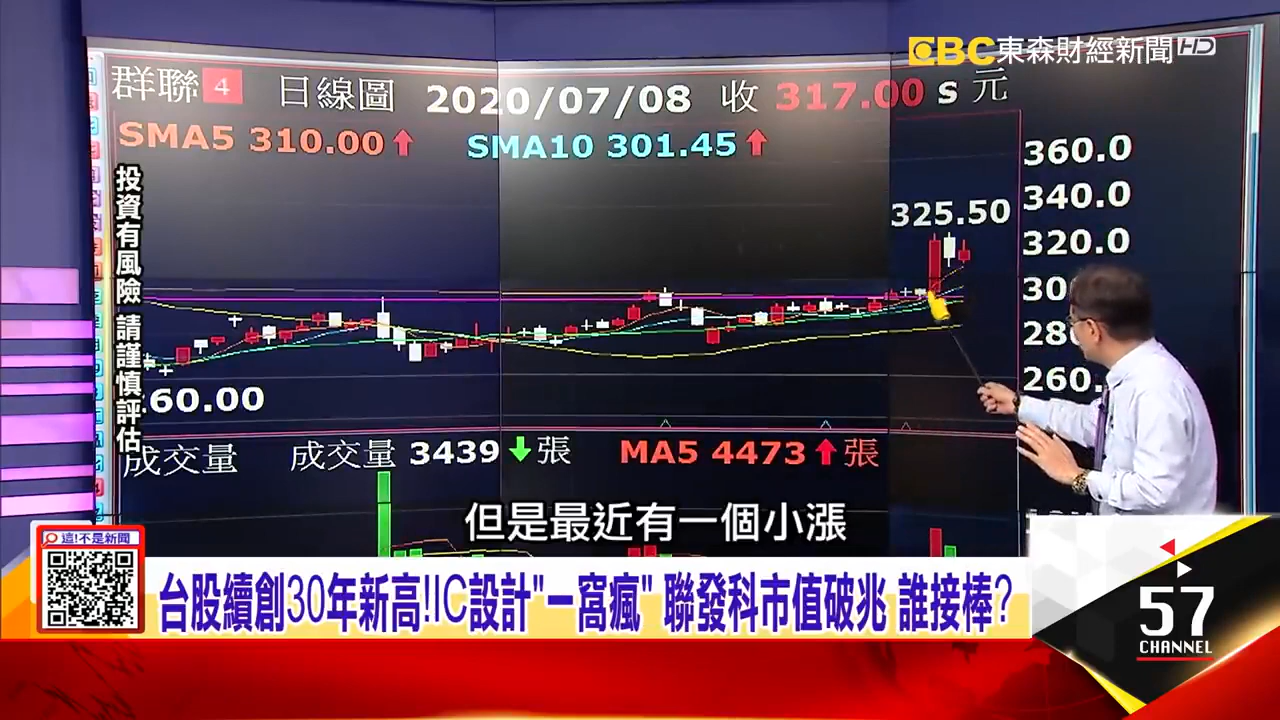 EBC 東森財經新聞 HD
群聯 4 日線圖 2020/07/08 收 317.00 s 元
SMA5 310.00↑ SMA10 301.45↑
投資有風險 請謹慎評估
360.0
340.0
325.50
320.0
260.
60.00
成交量 成交量 3439↓張 MA5 4473↑張
但是最近有一個小漲
這!不是新聞
台股續創30年新高!IC設計"一窩瘋" 聯發科市值破兆 誰接棒?
57
CHANNEL